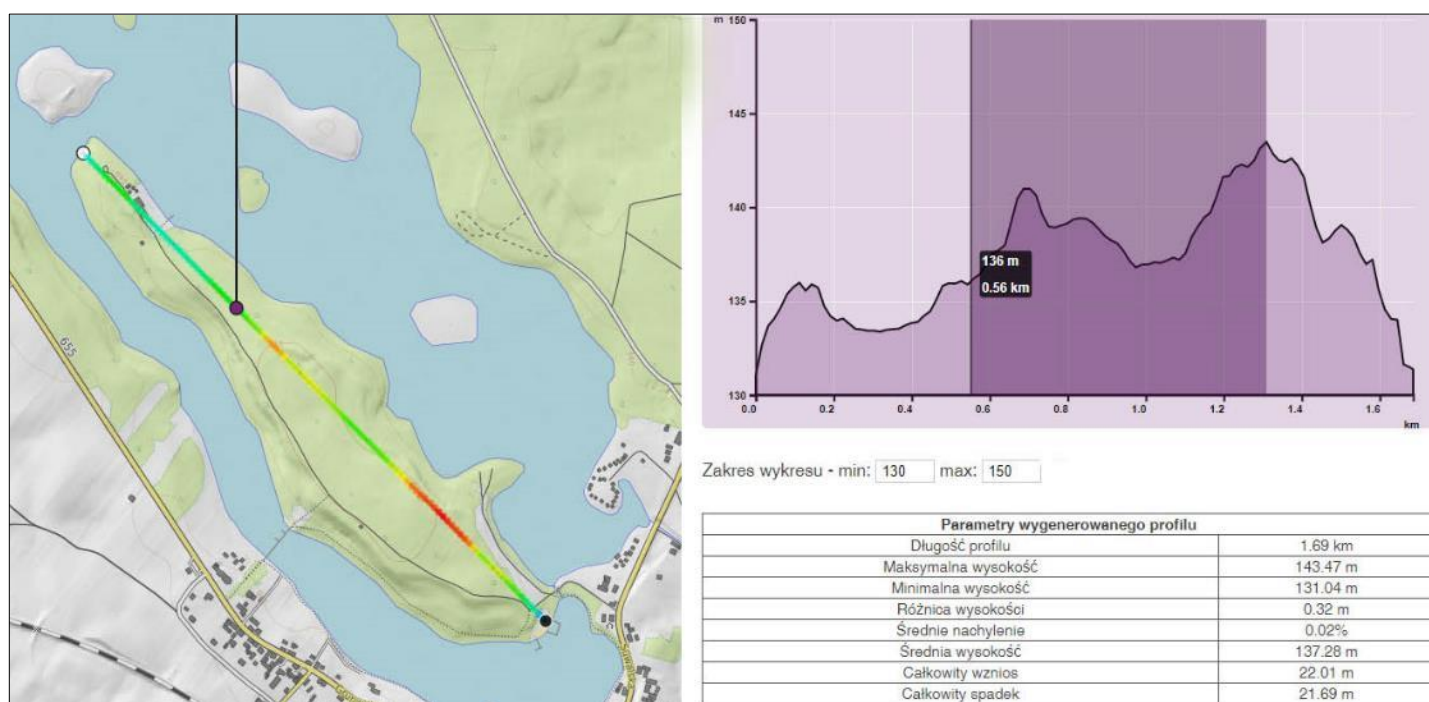 655
m
150
145
140
135
130
136 m
0.56 km
0.0
0.2
0.4
0.6
0.8
1.0
1.2
1.4
1.6
km
Zakres wykresu - min: 130 max: 150
Parametry wygenerowanego profilu
Długość profilu 1.69 km
Maksymalna wysokość 143.47 m
Minimalna wysokość 131.04 m
Różnica wysokości 0.32 m
Średnie nachylenie 0.02%
Średnia wysokość 137.28 m
Całkowity wznios 22.01 m
Całkowity spadek 21.69 m